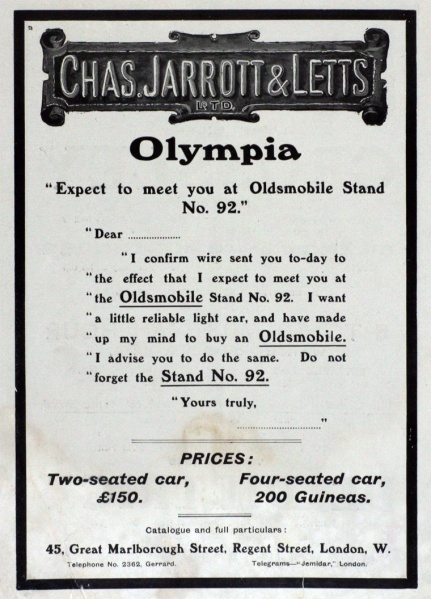 CHAS. JARROTT & LETTS
LTD.
Olympia
"Expect to meet you at Oldsmobile Stand
No. 92."
"Dear ..................
"I confirm wire sent you to-day to
"the effect that I expect to meet you at
"the Oldsmobile Stand No. 92. I want
"a little reliable light car, and have made
"up my mind to buy an Oldsmobile.
"I advise you to do the same. Do not
"forget the Stand No. 92.
"Yours truly,
.............................."
PRICES:
Two-seated car, Four-seated car,
£150. 200 Guineas.
Catalogue and full particulars:
45, Great Marlborough Street, Regent Street, London, W.
Telephone No. 2362, Gerrard. Telegrams—"Jemidar," London.